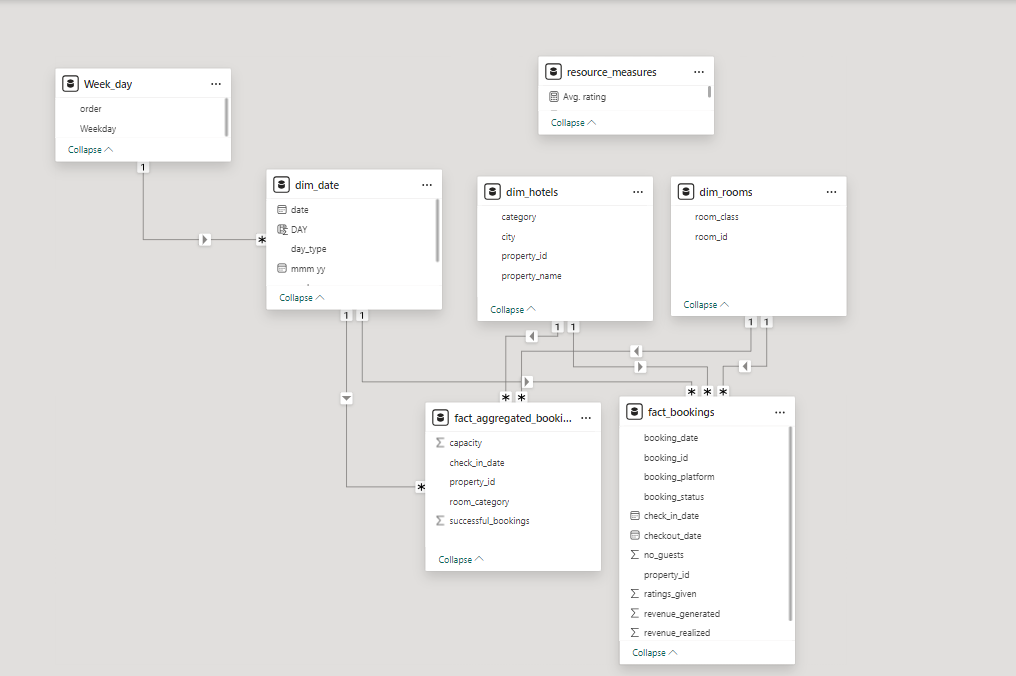 Week_day
order
Weekday
Collapse
resource_measures
Avg. rating
Collapse
1
dim_date
date
DAY
day_type
mmm yy
Collapse
*
1
1
dim_hotels
category
city
property_id
property_name
Collapse
1
1
dim_rooms
room_class
room_id
Collapse
1
1
*
*
*
*
*
*
fact_aggregated_booki...
Σ capacity
check_in_date
property_id
room_category
Σ successful_bookings
Collapse
fact_bookings
booking_date
booking_id
booking_platform
booking_status
check_in_date
checkout_date
Σ no_guests
property_id
Σ ratings_given
Σ revenue_generated
Σ revenue_realized
Collapse